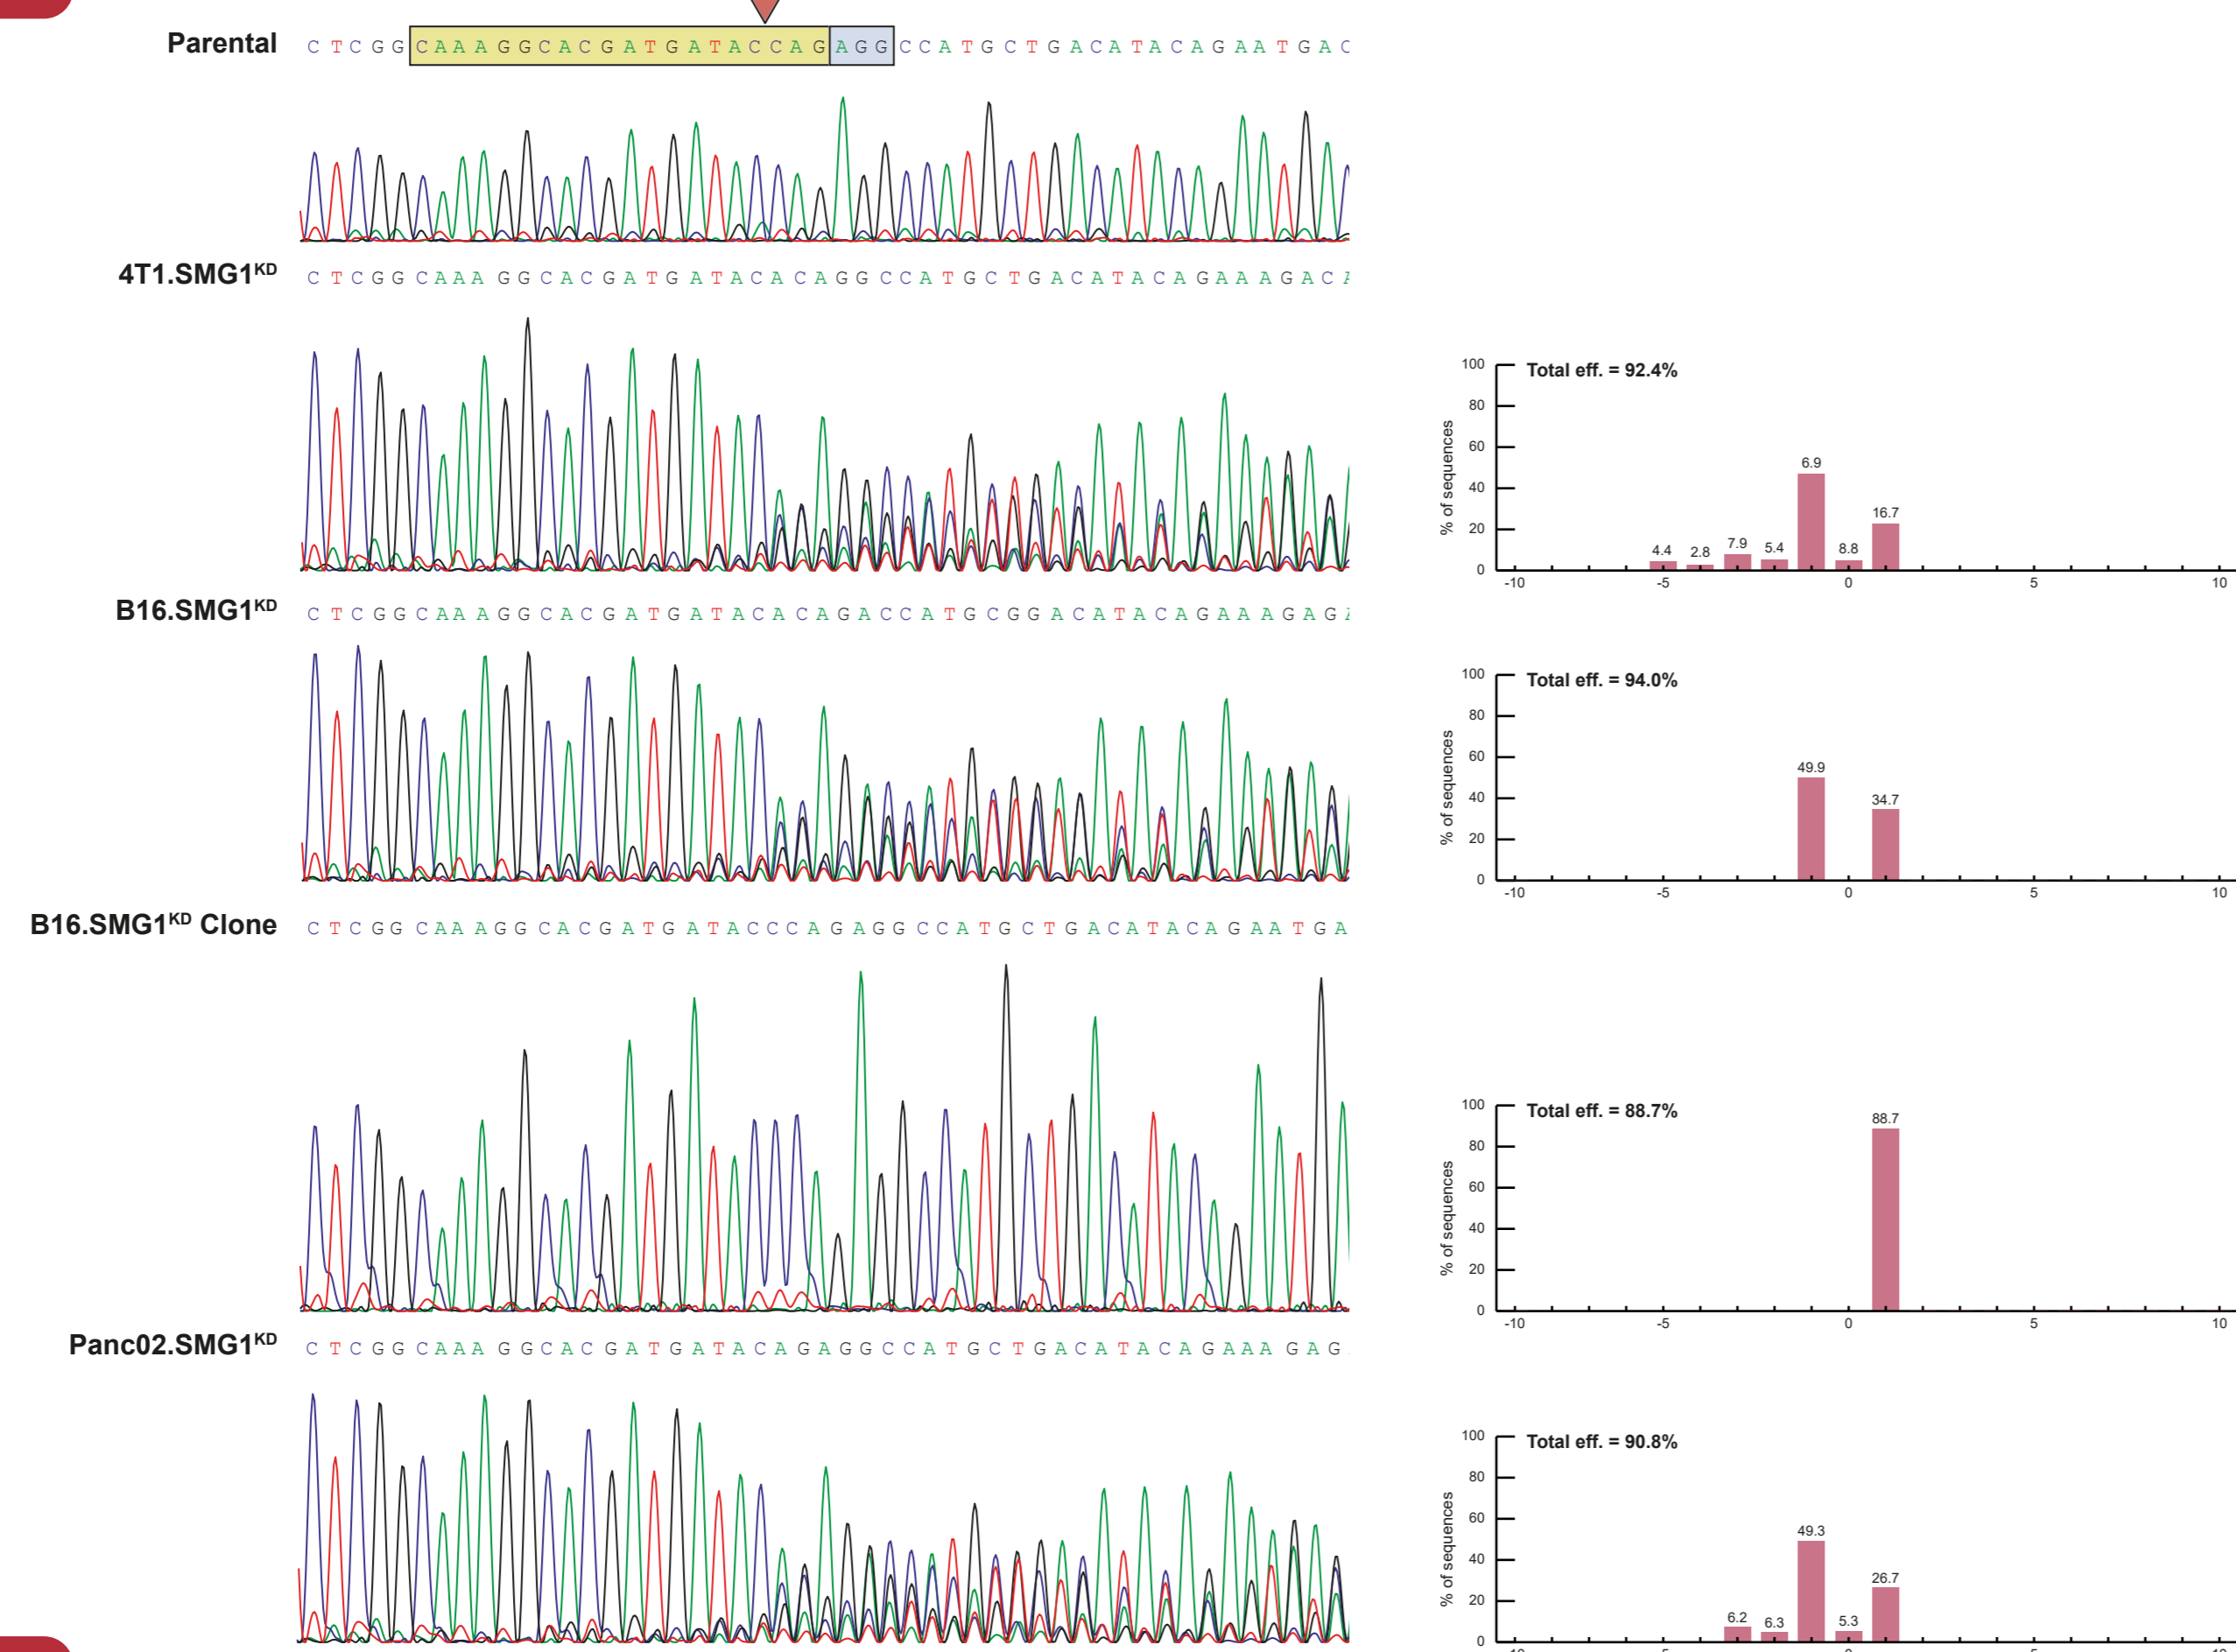 Parental CTCGGCAAAGGCACGATGATACCAGAGGCCATGCTGACATACAGAATGAC
4T1.SMG1KD CTCGGCAAAGGCACGATGATACACAGGCCATGCTGACATACAGAAAGACA
Total eff. = 92.4%
% of sequences
100
80
60
40
20
0
4.4 2.8 7.9 5.4 6.9 8.8 16.7
-10 -5 0 5 10
B16.SMG1KD CTCGGCAAAGGCACGATGATACACAGACCATGCGGACATACAGAAAGAGA
Total eff. = 94.0%
% of sequences
100
80
60
40
20
0
49.9 34.7
-10 -5 0 5 10
B16.SMG1KD Clone CTCGGCAAAGGCACGATGATACCCAGAGGCCATGCTGACATACAGAATGA
Total eff. = 88.7%
% of sequences
100
80
60
40
20
0
88.7
-10 -5 0 5 10
Panc02.SMG1KD CTCGGCAAAGGCACGATGATACAGAGGCCATGCTGACATACAGAAAGAG
Total eff. = 90.8%
% of sequences
100
80
60
40
20
0
6.2 6.3 49.3 5.3 26.7